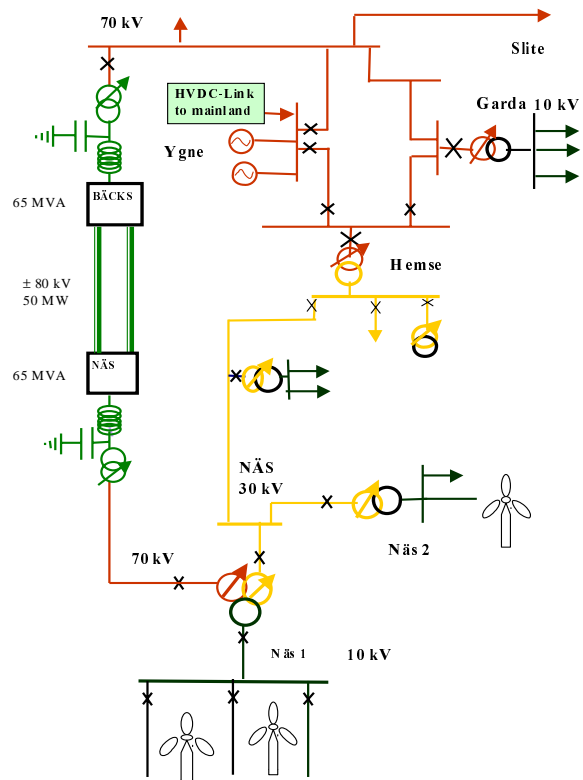 70 kV
Slite
HVDC-Link
to mainland
Garda 10 kV
Ygne
65 MVA
BÄCKS
Hemse
± 80 kV
50 MW
NÄS
65 MVA
NÄS
30 kV
Näs 2
70 kV
Näs 1
10 kV